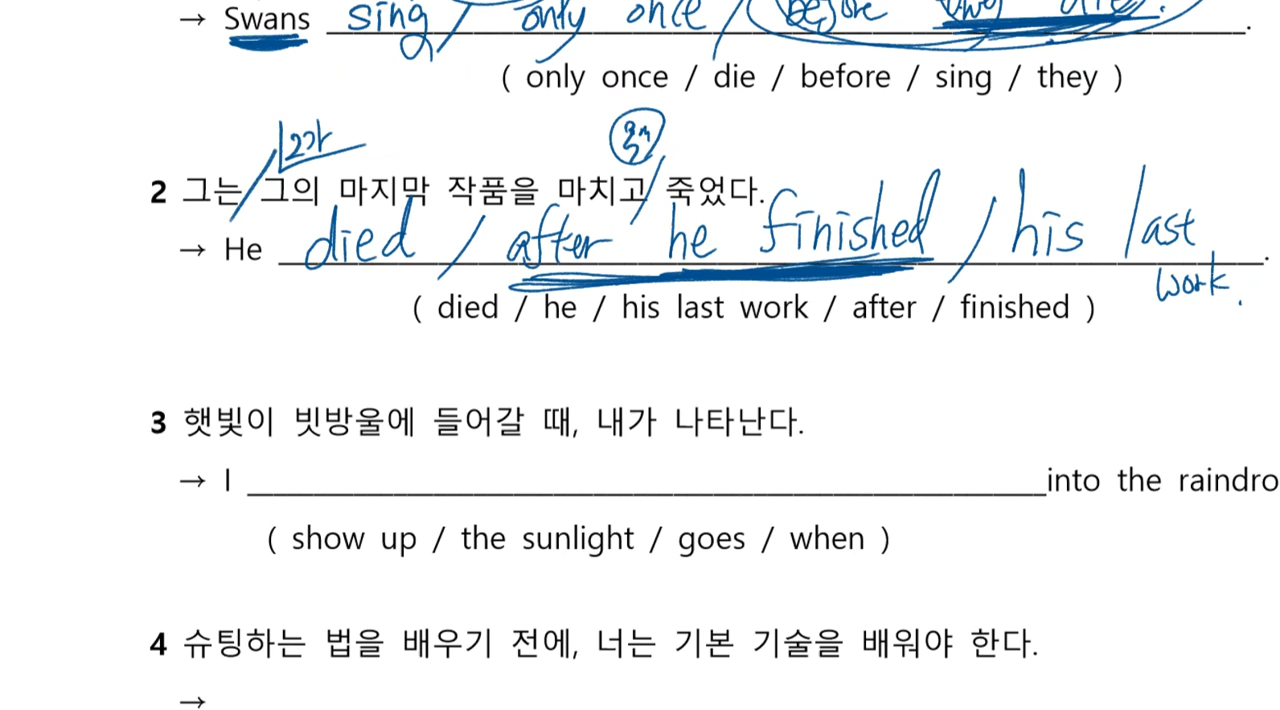 → Swans sing / only once / before they die.
( only once / die / before / sing / they )
그가 후에
2 그는 / 그의 마지막 작품을 마치고 / 죽었다.
→ He died / after he finished / his last work.
( died / he / his last work / after / finished )
3 햇빛이 빗방울에 들어갈 때, 내가 나타난다.
→ I ________________ into the raindro
( show up / the sunlight / goes / when )
4 슈팅하는 법을 배우기 전에, 너는 기본 기술을 배워야 한다.
→